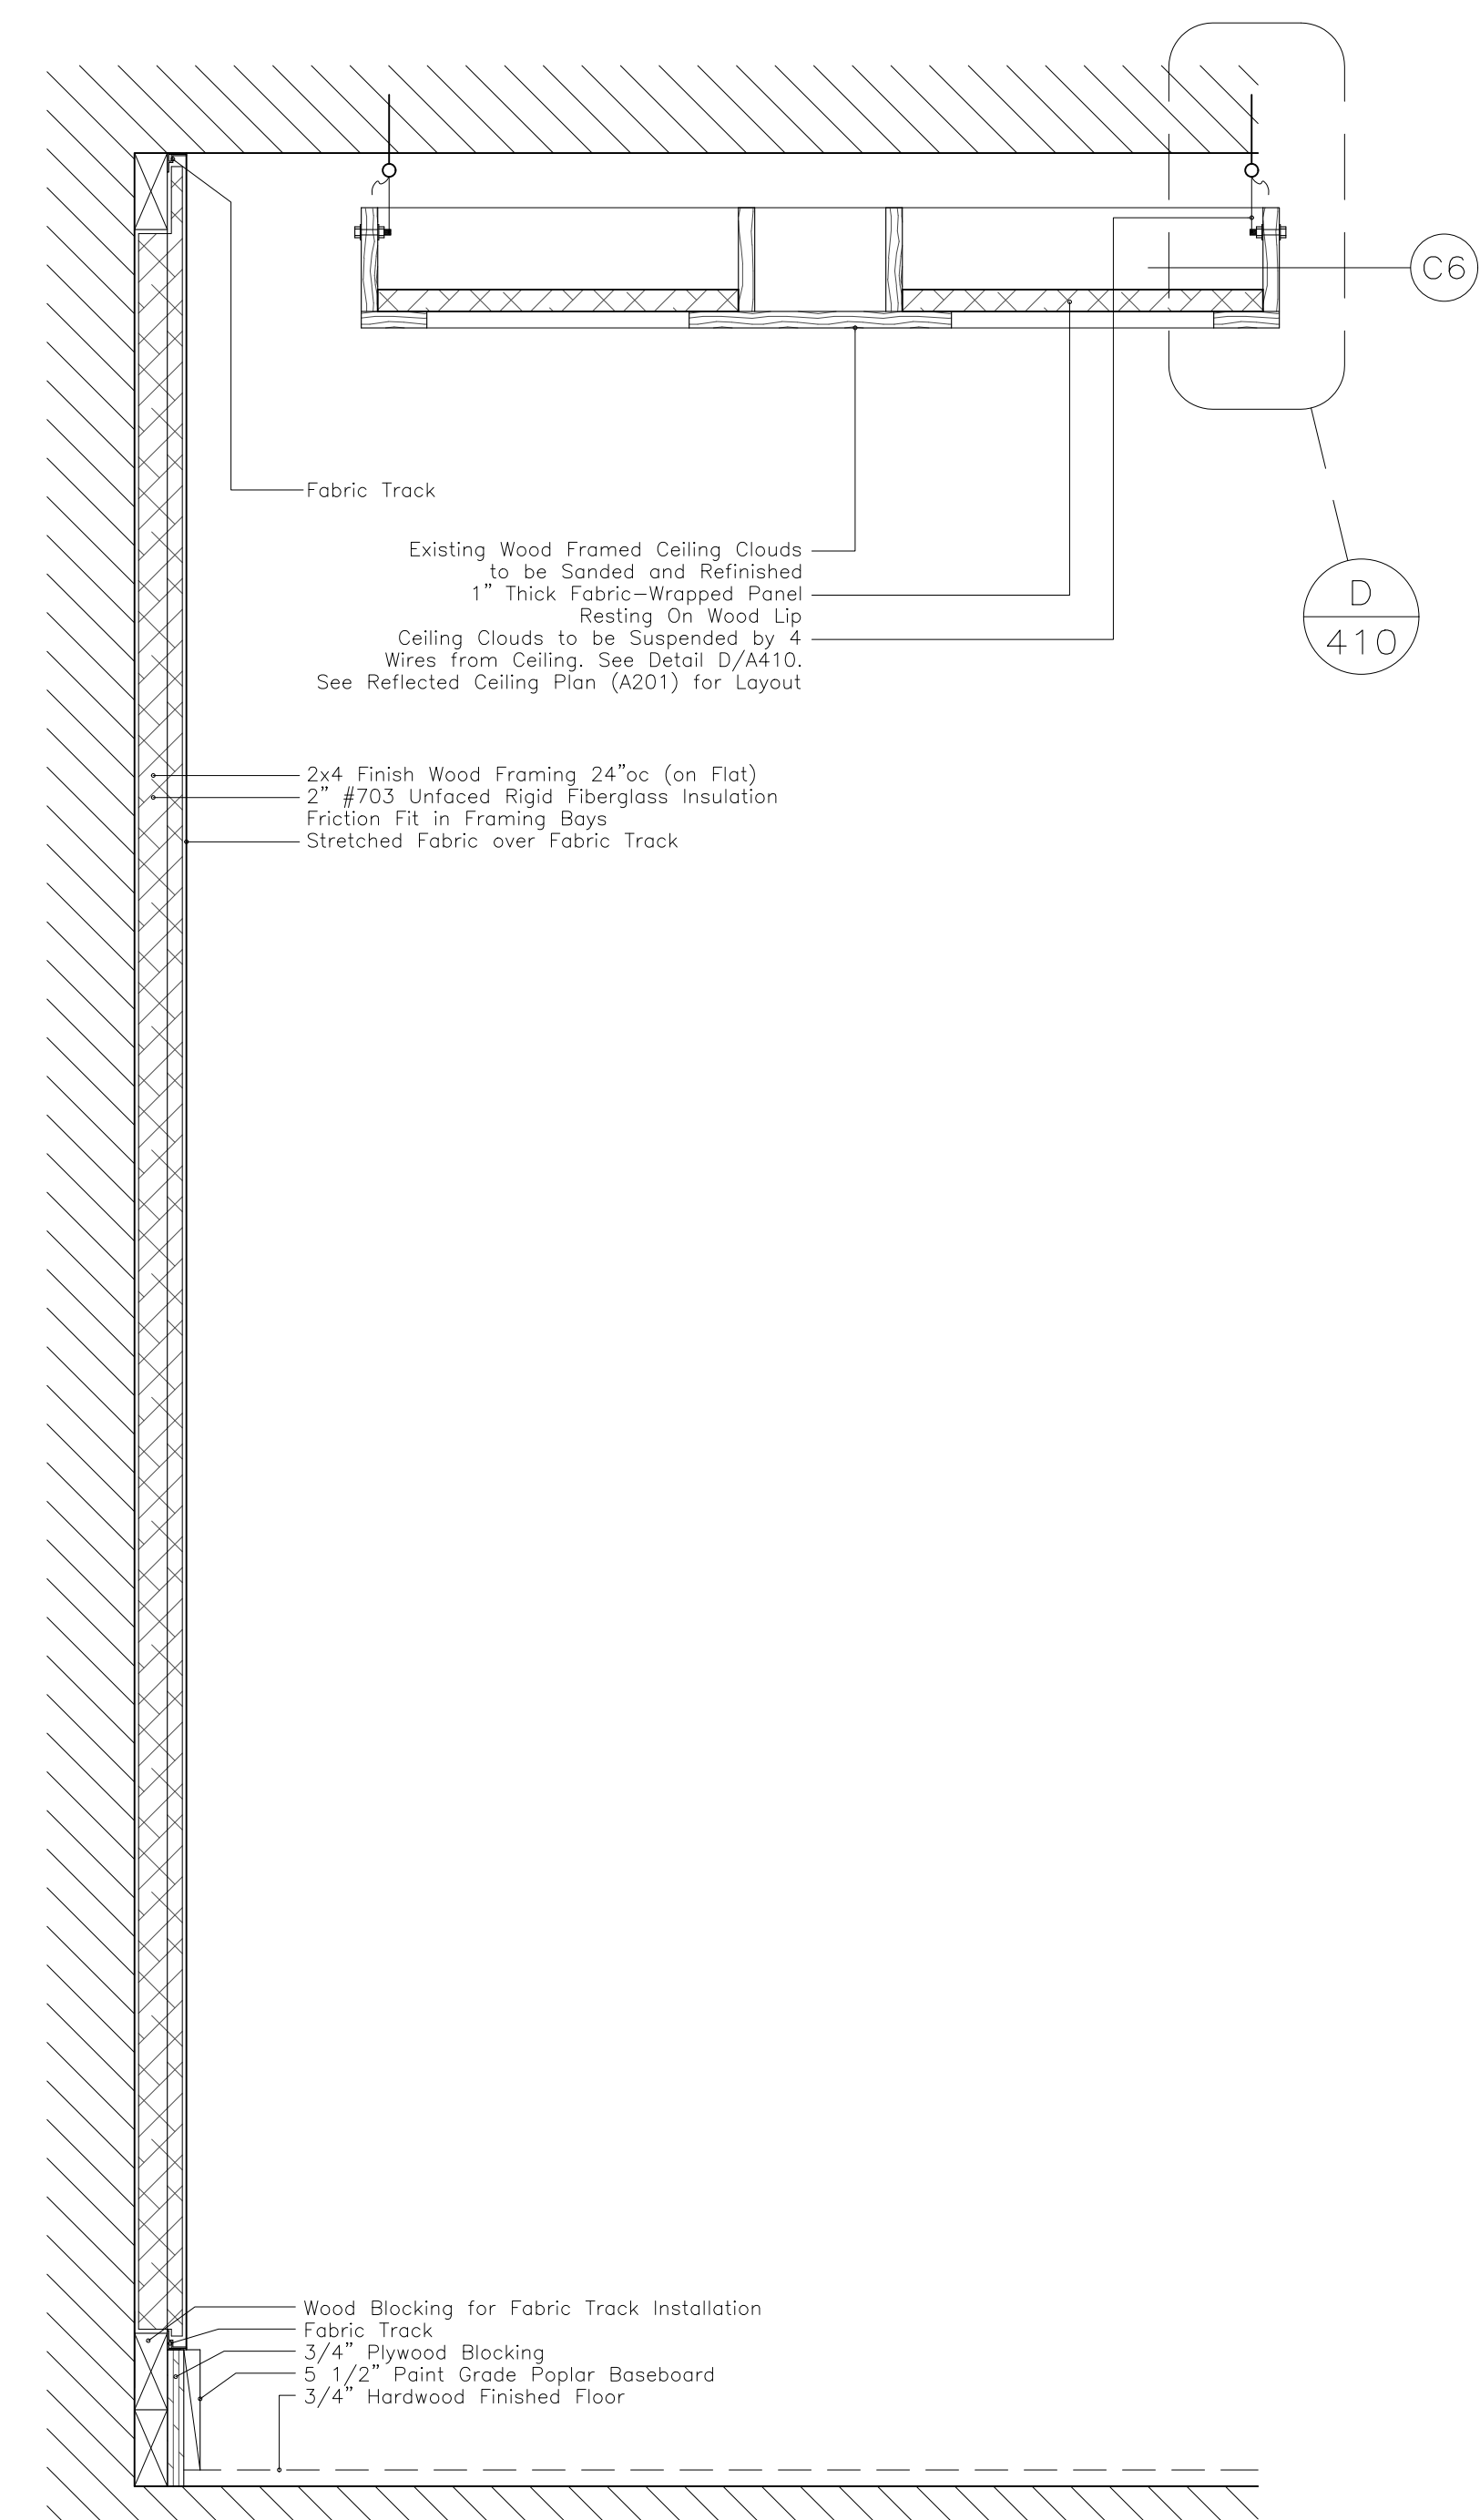 C6
Fabric Track
Existing Wood Framed Ceiling Clouds
to be Sanded and Refinished
1" Thick Fabric-Wrapped Panel
Resting On Wood Lip
Ceiling Clouds to be Suspended by 4
Wires from Ceiling. See Detail D/A410.
See Reflected Ceiling Plan (A201) for Layout
D
410
2x4 Finish Wood Framing 24"oc (on Flat)
2" #703 Unfaced Rigid Fiberglass Insulation
Friction Fit in Framing Bays
Stretched Fabric over Fabric Track
Wood Blocking for Fabric Track Installation
Fabric Track
3/4" Plywood Blocking
5 1/2" Paint Grade Poplar Baseboard
3/4" Hardwood Finished Floor